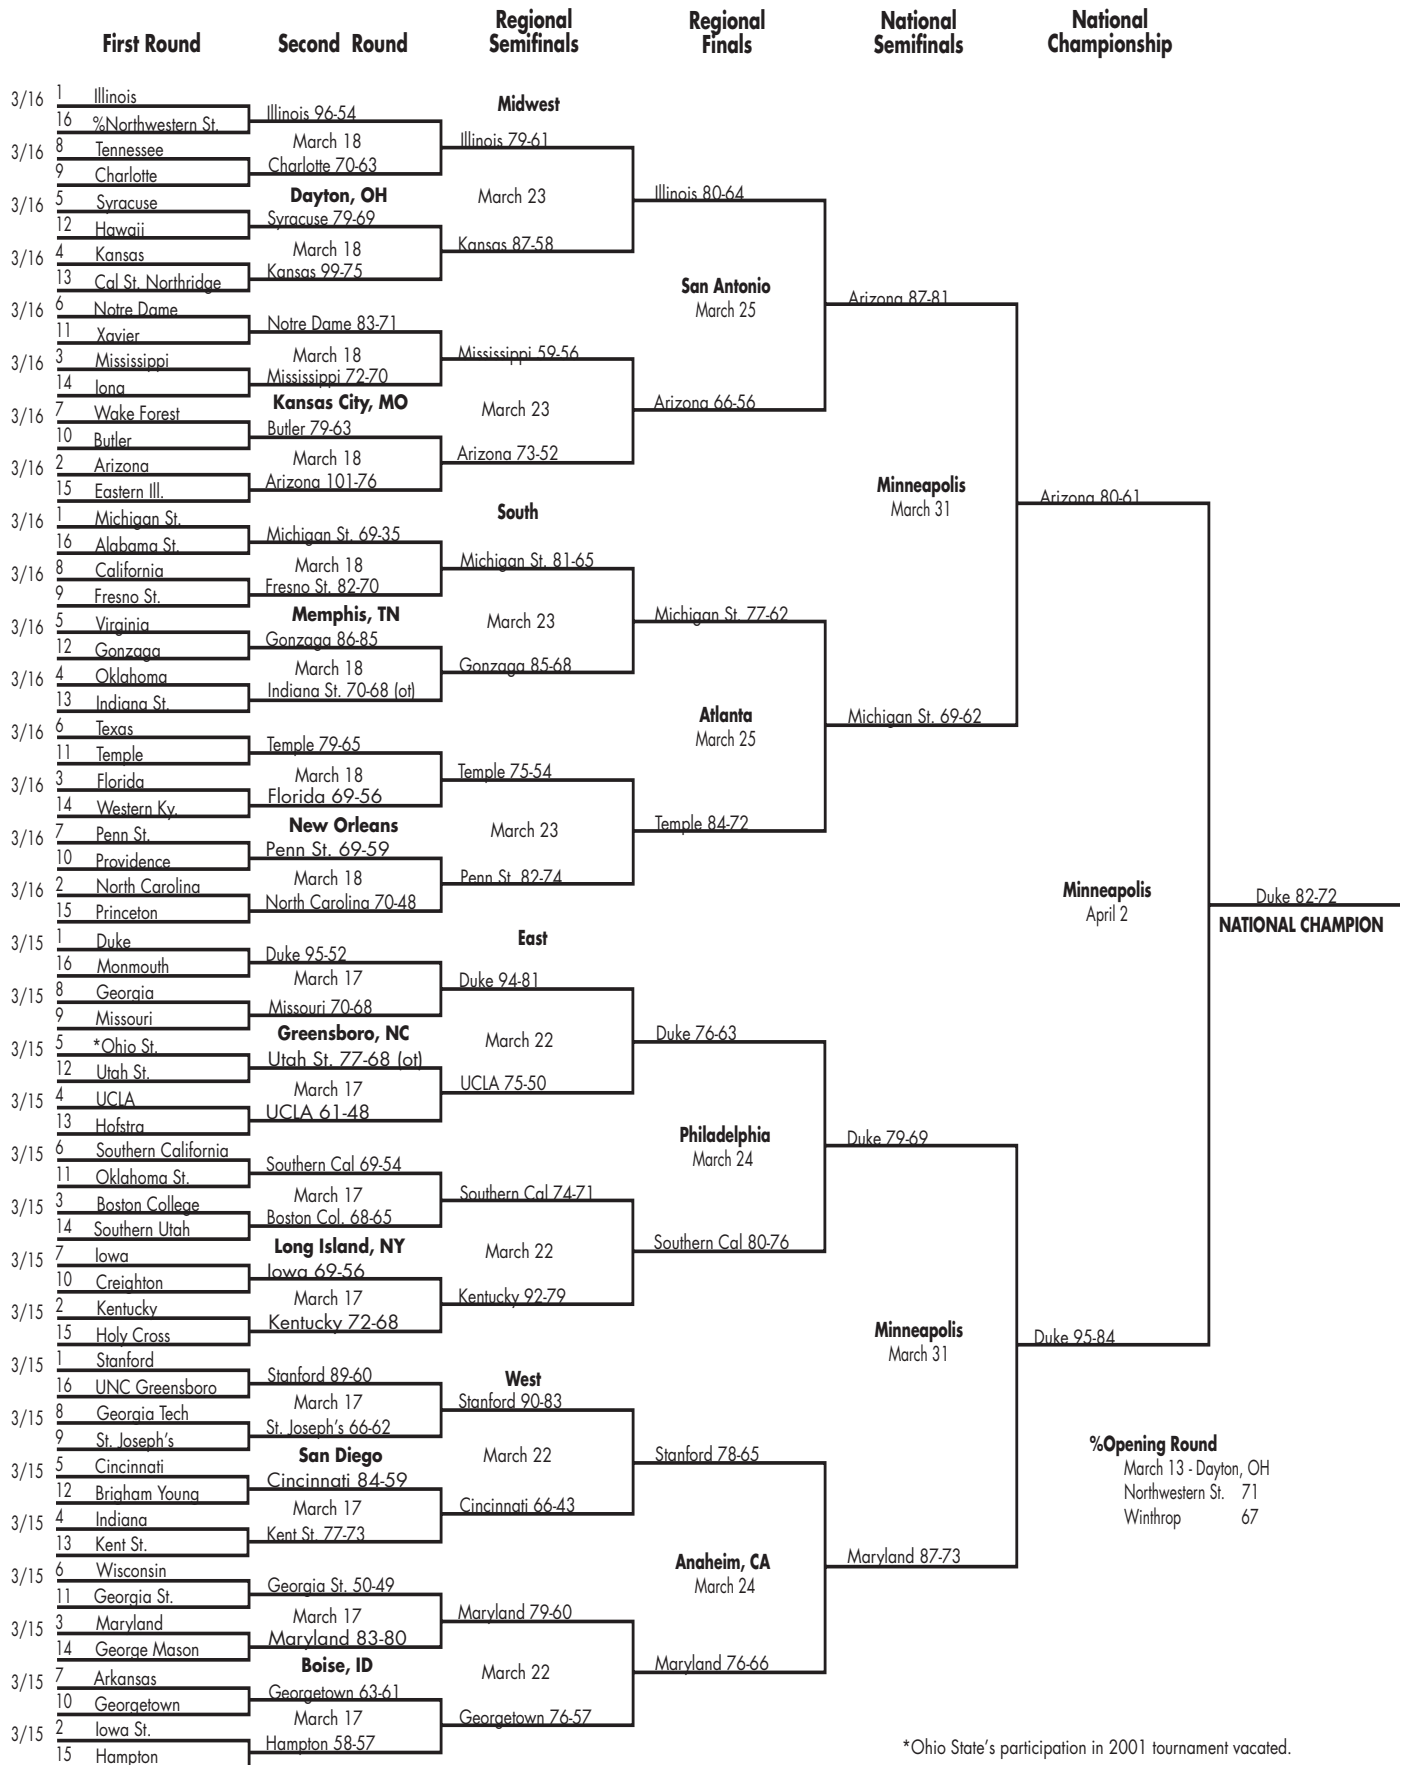 First Round
Second Round
Regional
Semifinals
Regional
Finals
National
Semifinals
National
Championship
3/16 1 Illinois
16 %Northwestern St.
3/16 8 Tennessee
9 Charlotte
3/16 5 Syracuse
12 Hawaii
3/16 4 Kansas
13 Cal St. Northridge
3/16 6 Notre Dame
11 Xavier
3/16 3 Mississippi
14 Iona
3/16 7 Wake Forest
10 Butler
3/16 2 Arizona
15 Eastern Ill.
3/16 1 Michigan St.
16 Alabama St.
3/16 8 California
9 Fresno St.
3/16 5 Virginia
12 Gonzaga
3/16 4 Oklahoma
13 Indiana St.
3/16 6 Texas
11 Temple
3/16 3 Florida
14 Western Ky.
3/16 7 Penn St.
10 Providence
3/16 2 North Carolina
15 Princeton
3/15 1 Duke
16 Monmouth
3/15 8 Georgia
9 Missouri
3/15 5 *Ohio St.
12 Utah St.
3/15 4 UCLA
13 Hofstra
3/15 6 Southern California
11 Oklahoma St.
3/15 3 Boston College
14 Southern Utah
3/15 7 Iowa
10 Creighton
3/15 2 Kentucky
15 Holy Cross
3/15 1 Stanford
16 UNC Greensboro
3/15 8 Georgia Tech
9 St. Joseph's
3/15 5 Cincinnati
12 Brigham Young
3/15 4 Indiana
13 Kent St.
3/15 6 Wisconsin
11 Georgia St.
3/15 3 Maryland
14 George Mason
3/15 7 Arkansas
10 Georgetown
3/15 2 Iowa St.
15 Hampton
Illinois 96-54
March 18
Charlotte 70-63
Dayton, OH
Syracuse 79-69
March 18
Kansas 99-75
Notre Dame 83-71
March 18
Mississippi 72-70
Kansas City, MO
Butler 79-63
March 18
Arizona 101-76
Michigan St. 69-35
March 18
Fresno St. 82-70
Memphis, TN
Gonzaga 86-85
March 18
Indiana St. 70-68 (ot)
Temple 79-65
March 18
Florida 69-56
New Orleans
Penn St. 69-59
March 18
North Carolina 70-48
Duke 95-52
March 17
Missouri 70-68
Greensboro, NC
Utah St. 77-68 (ot)
March 17
UCLA 61-48
Southern Cal 69-54
March 17
Boston Col. 68-65
Long Island, NY
Iowa 69-56
March 17
Kentucky 72-68
Stanford 89-60
March 17
St. Joseph's 66-62
San Diego
Cincinnati 84-59
March 17
Kent St. 77-73
Georgia St. 50-49
March 17
Maryland 83-80
Boise, ID
Georgetown 63-61
March 17
Hampton 58-57
Midwest
Illinois 79-61
March 23
Kansas 87-58
Mississippi 59-56
March 23
Arizona 73-52
South
Michigan St. 81-65
March 23
Gonzaga 85-68
Temple 75-54
March 23
Penn St. 82-74
East
Duke 94-81
March 22
UCLA 75-50
Southern Cal 74-71
March 22
Kentucky 92-79
West
Stanford 90-83
March 22
Cincinnati 66-43
Maryland 79-60
March 22
Georgetown 76-57
Illinois 80-64
San Antonio
March 25
Arizona 66-56
Michigan St. 77-62
Atlanta
March 25
Temple 84-72
Duke 76-63
Philadelphia
March 24
Southern Cal 80-76
Stanford 78-65
Anaheim, CA
March 24
Maryland 76-66
Arizona 87-81
Minneapolis
March 31
Michigan St. 69-62
Duke 79-69
Minneapolis
March 31
Maryland 87-73
Arizona 80-61
Minneapolis
April 2
Duke 95-84
Duke 82-72
NATIONAL CHAMPION
%Opening Round
March 13 - Dayton, OH
Northwestern St. 71
Winthrop 67
*Ohio State's participation in 2001 tournament vacated.